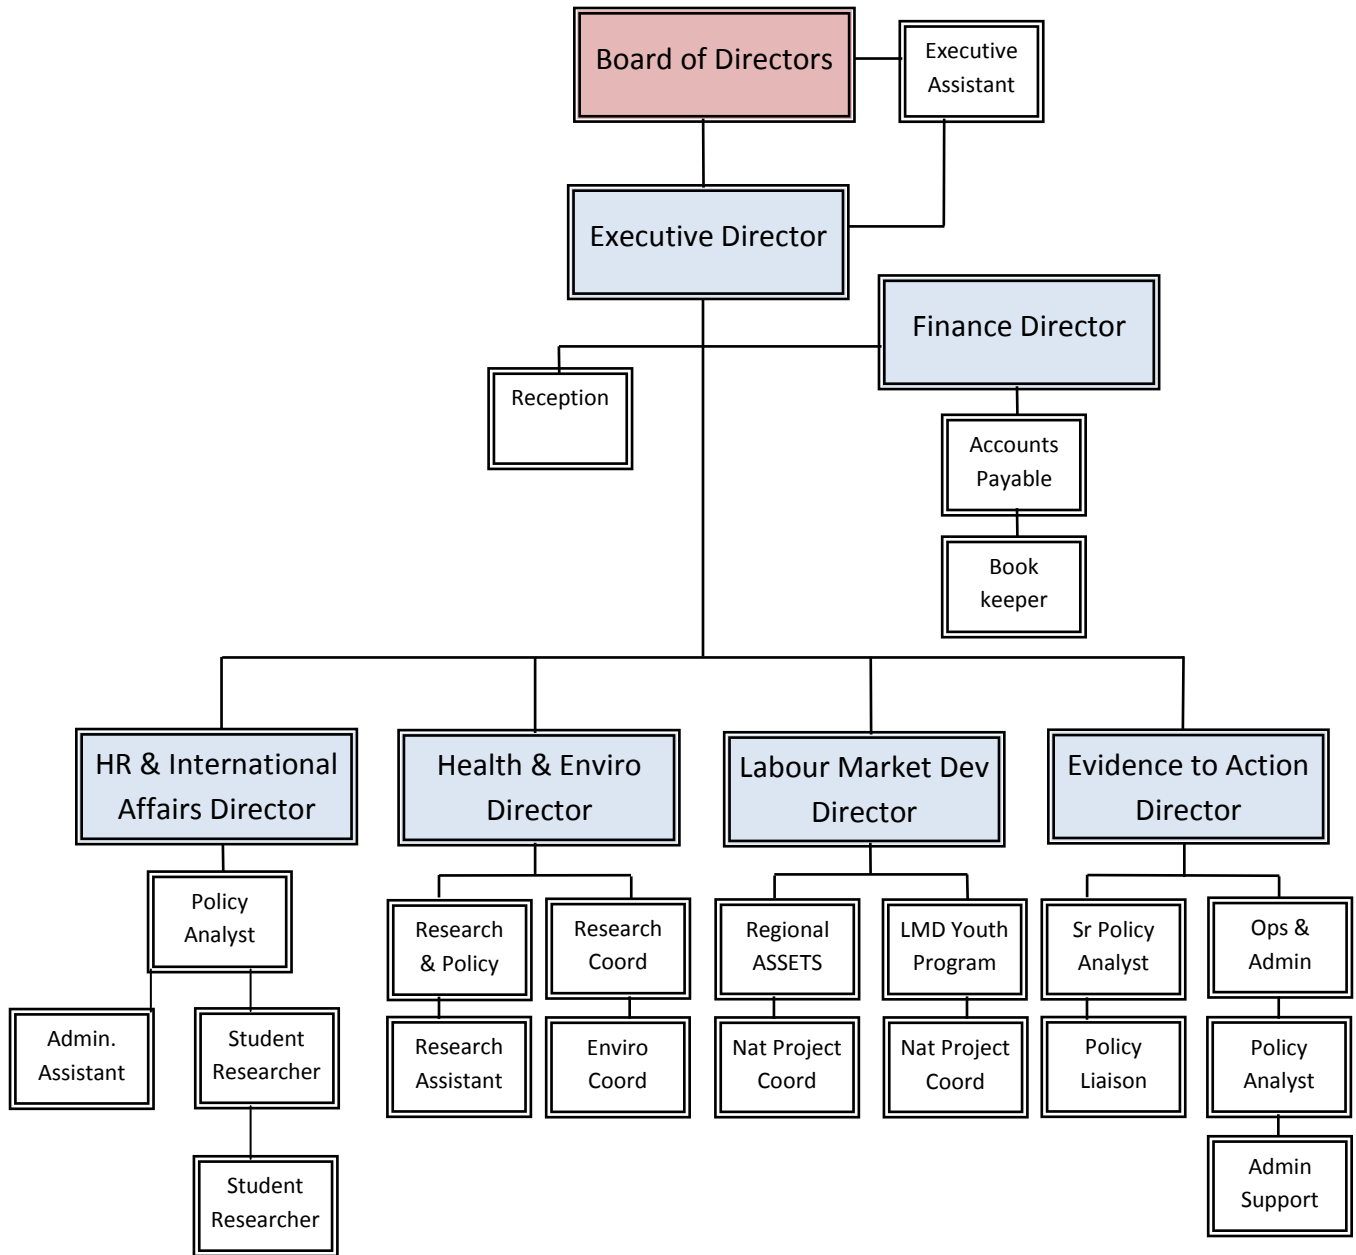 Board of Directors
Executive
Assistant
Executive Director
Finance Director
Reception
Accounts
Payable
Book
keeper
HR & International
Affairs Director
Health & Enviro
Director
Labour Market Dev
Director
Evidence to Action
Director
Policy
Analyst
Admin.
Assistant
Student
Researcher
Student
Researcher
Research
& Policy
Research
Assistant
Research
Coord
Enviro
Coord
Regional
ASSETS
Nat Project
Coord
LMD Youth
Program
Nat Project
Coord
Sr Policy
Analyst
Policy
Liaison
Ops &
Admin
Policy
Analyst
Admin
Support